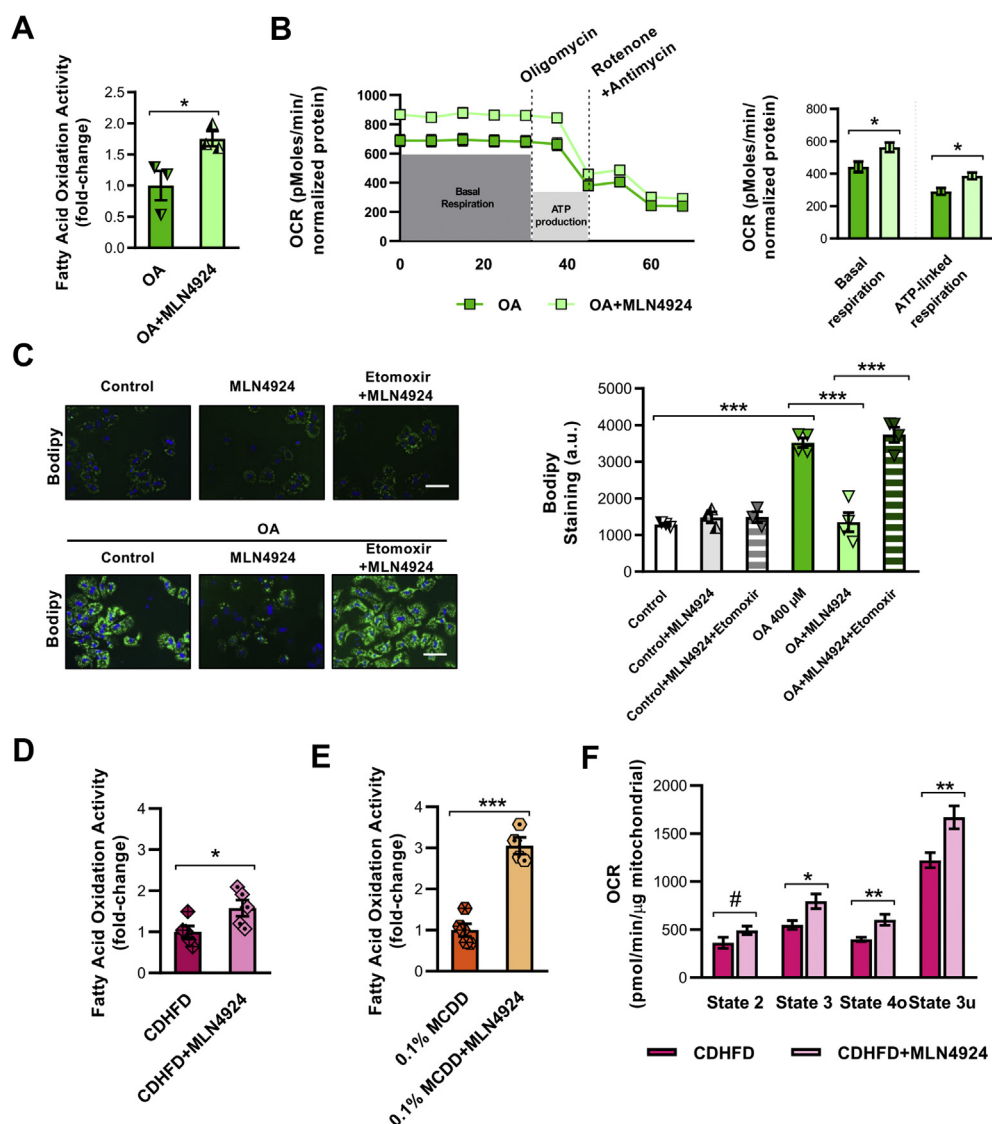 A
Fatty Acid Oxidation Activity
(fold-change)
2.5
2.0
1.5
1.0
0.5
0.0
*
OA
OA+MLN4924
B
Oligomycin
Rotenone
+Antimycin
OCR (pMoles/min/
normalized protein)
1000
800
600
400
200
0
Basal
Respiration
ATP
production
0
20
40
60
OA
OA+MLN4924
OCR (pMoles/min/
normalized protein)
800
600
400
200
0
*
*
Basal
respiration
ATP-linked
respiration
C
Control
MLN4924
Etomoxir
+MLN4924
Bodipy
OA
Control
MLN4924
Etomoxir
+MLN4924
Bodipy
Bodipy
Staining (a.u.)
5000
4000
3000
2000
1000
0
***
***
***
Control
Control+MLN4924
Control+MLN4924+Etomoxir
OA 400 µM
OA+MLN4924
OA+MLN4924+Etomoxir
D
Fatty Acid Oxidation Activity
(fold-change)
4
3
2
1
0
*
CDHFD
CDHFD+MLN4924
E
Fatty Acid Oxidation Activity
(fold-change)
4
3
2
1
0
***
0.1% MCDD
0.1% MCDD+MLN4924
F
OCR
(pmol/min/µg mitochondrial)
2000
1500
1000
500
0
#
*
**
**
State 2
State 3
State 4o
State 3u
CDHFD
CDHFD+MLN4924